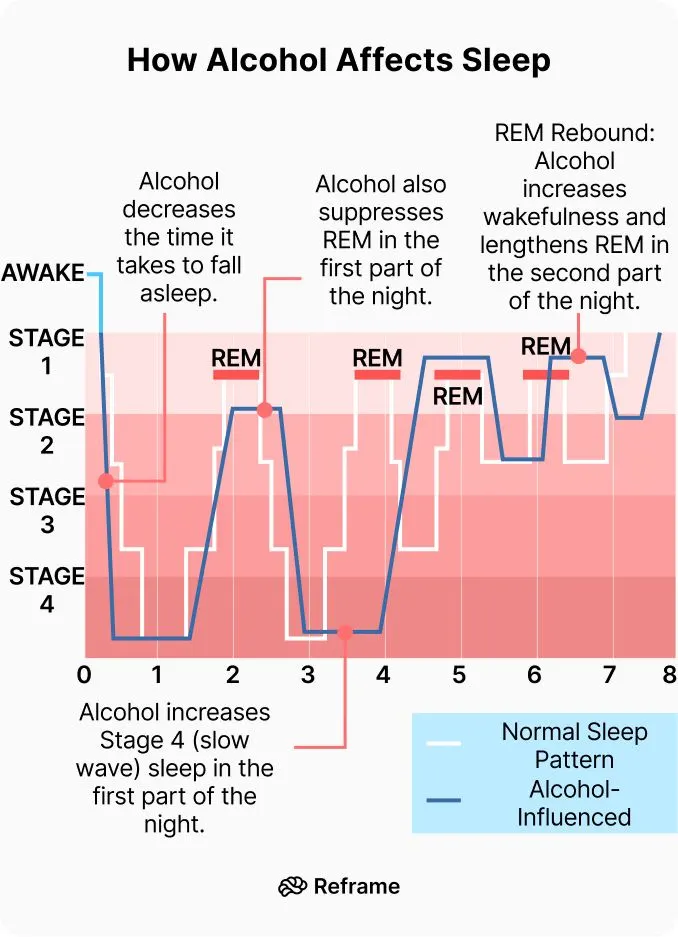 How Alcohol Affects Sleep
Alcohol
decreases
the time it
takes to fall
asleep.
Alcohol also
suppresses
REM in the
first part of
the night.
REM Rebound:
Alcohol
increases
wakefulness and
lengthens REM in
the second part
of the night.
AWAKE
STAGE
1
STAGE
2
STAGE
3
STAGE
4
REM
REM
REM
REM
0 1 2 3 4 5 6 7 8
Alcohol increases
Stage 4 (slow
wave) sleep in the
first part of the
night.
Normal Sleep
Pattern
Alcohol-
Influenced
Reframe